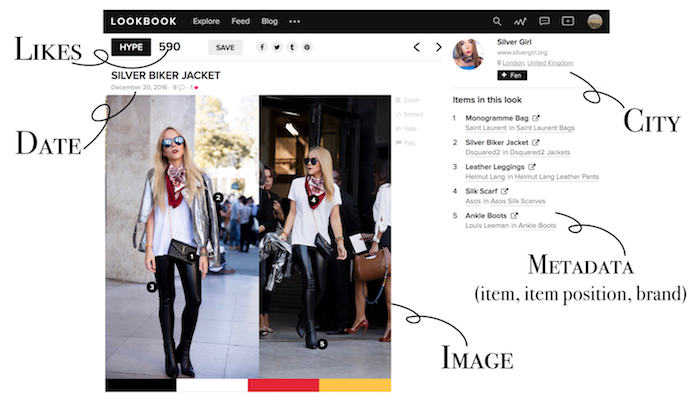 LOOKBOOK Explore Feed Blog
LIKES
HYPE 590 SAVE
SILVER BIKER JACKET
December 20, 2016 · 9 · 1
DATE
Zoom
Embed
Hide
Flag
Silver Girl
www.silvergirl.org
London, United Kingdom
+ Fan
CITY
Items in this look
1 Monogramme Bag
Saint Laurent in Saint Laurent Bags
2 Silver Biker Jacket
Dsquared2 in Dsquared2 Jackets
3 Leather Leggings
Helmut Lang in Helmut Lang Leather Pants
4 Silk Scarf
Asos in Asos Silk Scarves
5 Ankle Boots
Louis Leeman in Ankle Boots
METADATA
(item, item position, brand)
IMAGE
2
4
1
3
5